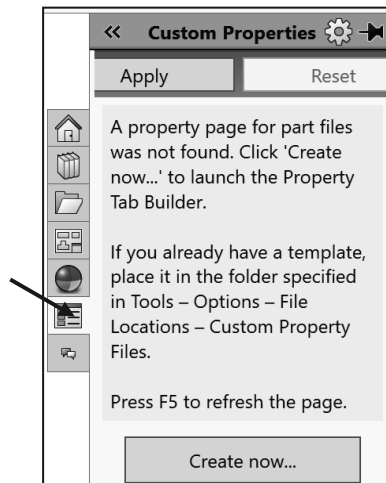 « Custom Properties
Apply Reset
A property page for part files
was not found. Click 'Create
now...' to launch the Property
Tab Builder.
If you already have a template,
place it in the folder specified
in Tools – Options – File
Locations – Custom Property
Files.
Press F5 to refresh the page.
Create now...